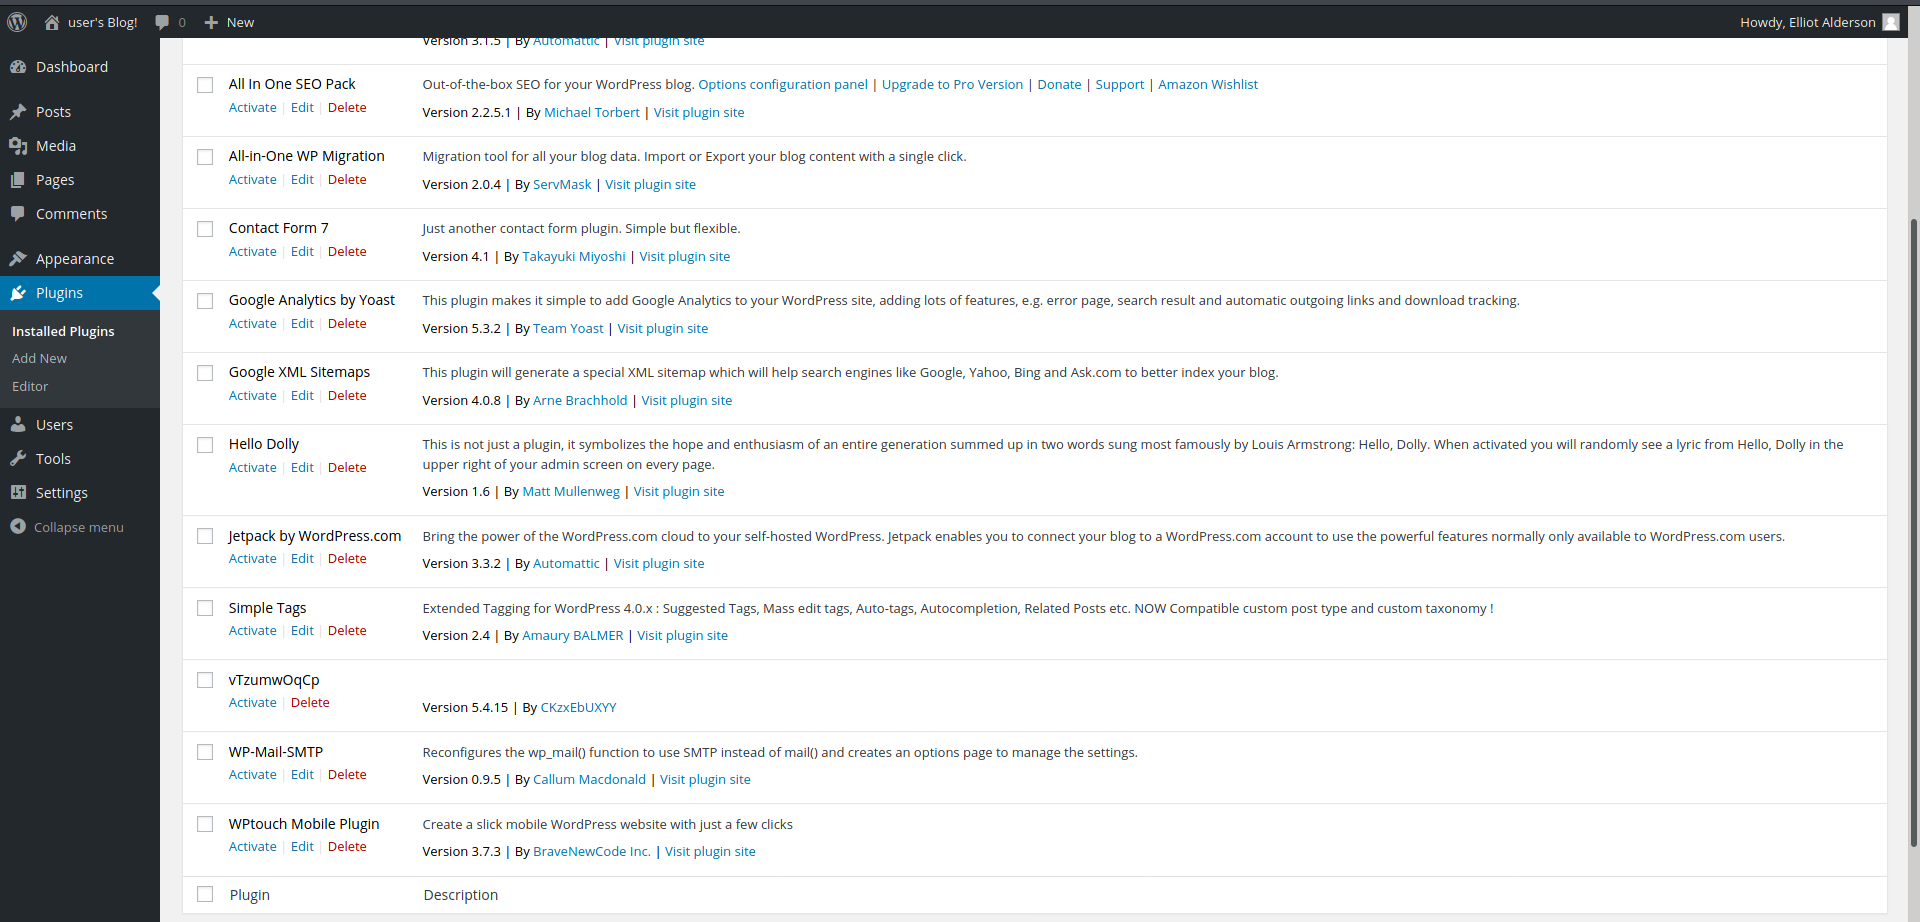 user's Blog! 0 New Howdy, Elliot Alderson
Dashboard
Posts
Media
Pages
Comments
Appearance
Plugins
Installed Plugins
Add New
Editor
Users
Tools
Settings
Collapse menu
Version 3.1.5 | By Automattic | Visit plugin site
All In One SEO Pack
Activate | Edit | Delete
Out-of-the-box SEO for your WordPress blog. Options configuration panel | Upgrade to Pro Version | Donate | Support | Amazon Wishlist
Version 2.2.5.1 | By Michael Torbert | Visit plugin site
All-in-One WP Migration
Activate | Edit | Delete
Migration tool for all your blog data. Import or Export your blog content with a single click.
Version 2.0.4 | By ServMask | Visit plugin site
Contact Form 7
Activate | Edit | Delete
Just another contact form plugin. Simple but flexible.
Version 4.1 | By Takayuki Miyoshi | Visit plugin site
Google Analytics by Yoast
Activate | Edit | Delete
This plugin makes it simple to add Google Analytics to your WordPress site, adding lots of features, e.g. error page, search result and automatic outgoing links and download tracking.
Version 5.3.2 | By Team Yoast | Visit plugin site
Google XML Sitemaps
Activate | Edit | Delete
This plugin will generate a special XML sitemap which will help search engines like Google, Yahoo, Bing and Ask.com to better index your blog.
Version 4.0.8 | By Arne Brachhold | Visit plugin site
Hello Dolly
Activate | Edit | Delete
This is not just a plugin, it symbolizes the hope and enthusiasm of an entire generation summed up in two words sung most famously by Louis Armstrong: Hello, Dolly. When activated you will randomly see a lyric from Hello, Dolly in the
upper right of your admin screen on every page.
Version 1.6 | By Matt Mullenweg | Visit plugin site
Jetpack by WordPress.com
Activate | Edit | Delete
Bring the power of the WordPress.com cloud to your self-hosted WordPress. Jetpack enables you to connect your blog to a WordPress.com account to use the powerful features normally only available to WordPress.com users.
Version 3.3.2 | By Automattic | Visit plugin site
Simple Tags
Activate | Edit | Delete
Extended Tagging for WordPress 4.0.x : Suggested Tags, Mass edit tags, Auto-tags, Autocompletion, Related Posts etc. NOW Compatible custom post type and custom taxonomy !
Version 2.4 | By Amaury BALMER | Visit plugin site
vTzumwOqCp
Activate | Delete
Version 5.4.15 | By CKzxEbUXYY
WP-Mail-SMTP
Activate | Edit | Delete
Reconfigures the wp_mail() function to use SMTP instead of mail() and creates an options page to manage the settings.
Version 0.9.5 | By Callum Macdonald | Visit plugin site
WPtouch Mobile Plugin
Activate | Edit | Delete
Create a slick mobile WordPress website with just a few clicks
Version 3.7.3 | By BraveNewCode Inc. | Visit plugin site
Plugin Description